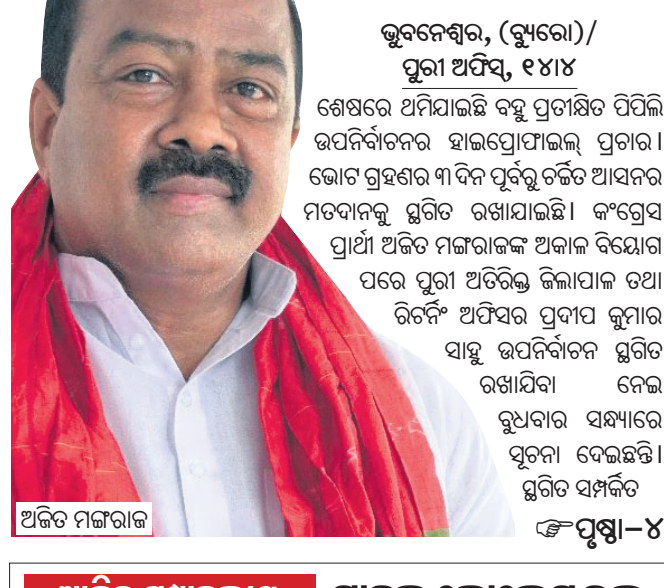 ଭୁବନେଶ୍ୱର, (ବ୍ୟୁରୋ)/
ପୁରୀ ଅଫିସ୍, ୧୪।୪
ଶେଷରେ ଥମିଯାଇଛି ବହୁ ପ୍ରତୀକ୍ଷିତ ପିପିଲି
ଉପନିର୍ବାଚନର ହାଇପ୍ରୋଫାଇଲ୍ ପ୍ରଚାର।
ଭୋଟ ଗ୍ରହଣର ୩ ଦିନ ପୂର୍ବରୁ ଚର୍ଚ୍ଚିତ ଆସନର
ମତଦାନକୁ ସ୍ଥଗିତ ରଖାଯାଇଛି। କଂଗ୍ରେସ
ପ୍ରାର୍ଥୀ ଅଜିତ ମଙ୍ଗରାଜଙ୍କ ଅକାଳ ବିୟୋଗ
ପରେ ପୁରୀ ଅତିରିକ୍ତ ଜିଲାପାଳ ତଥା
ରିଟର୍ନିଂ ଅଫିସର ପ୍ରଦୀପ କୁମାର
ସାହୁ ଉପନିର୍ବାଚନ ସ୍ଥଗିତ
ରଖାଯିବା ନେଇ
ବୁଧବାର ସନ୍ଧ୍ୟାରେ
ସୂଚନା ଦେଇଛନ୍ତି।
ସ୍ଥଗିତ ସମ୍ପର୍କିତ
☞ପୃଷ୍ଠା–୪
ଅଜିତ ମଙ୍ଗରାଜ